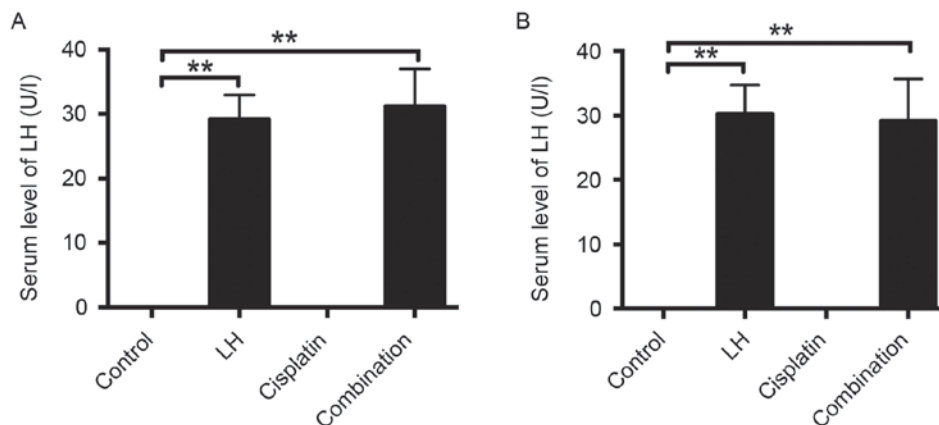 A
Serum level of LH (U/l)
40
30
20
10
0
**
**
Control
LH
Cisplatin
Combination
B
Serum level of LH (U/l)
40
30
20
10
0
**
**
Control
LH
Cisplatin
Combination